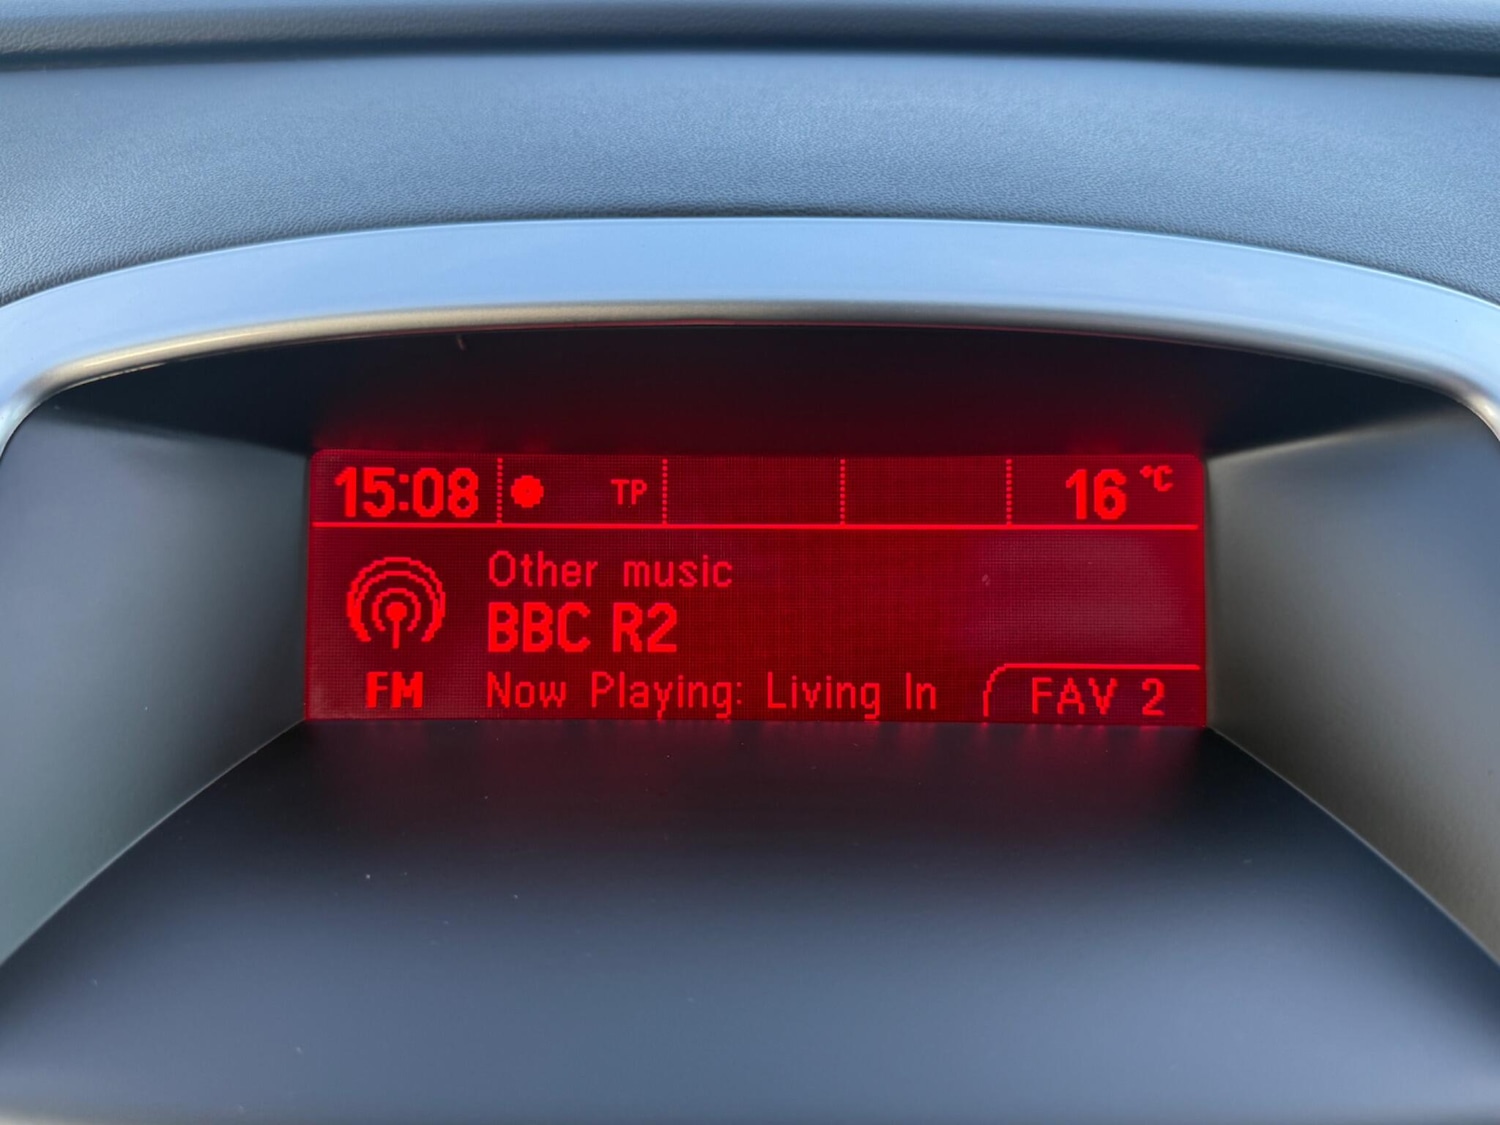 15:08 TP 16 °C
Other music
BBC R2
FM Now Playing: Living In FAV 2